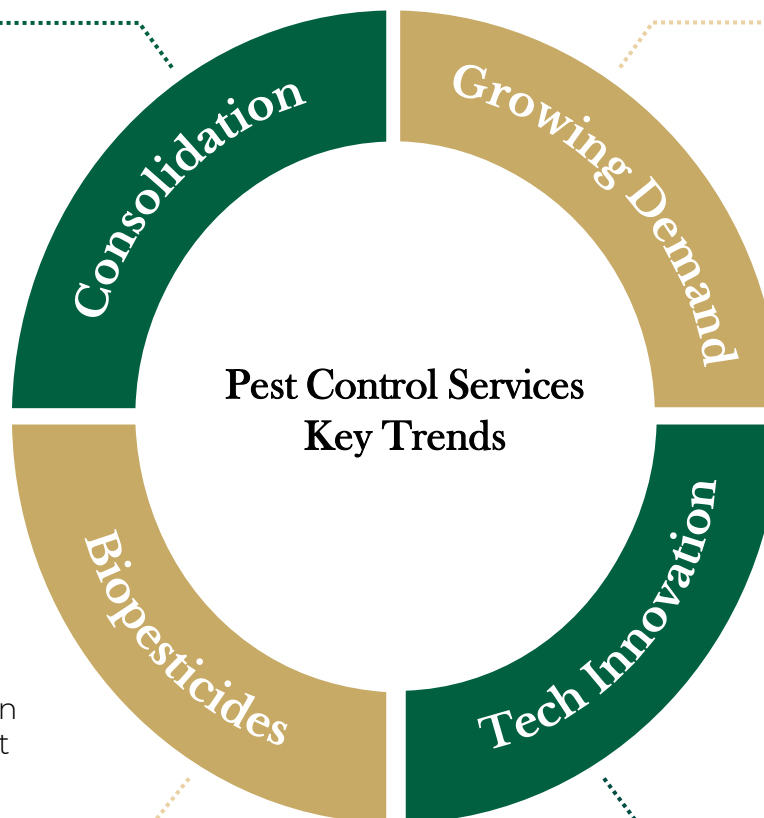 Consolidation
Growing Demand
Pest Control Services
Key Trends
Biopesticides
Tech Innovation